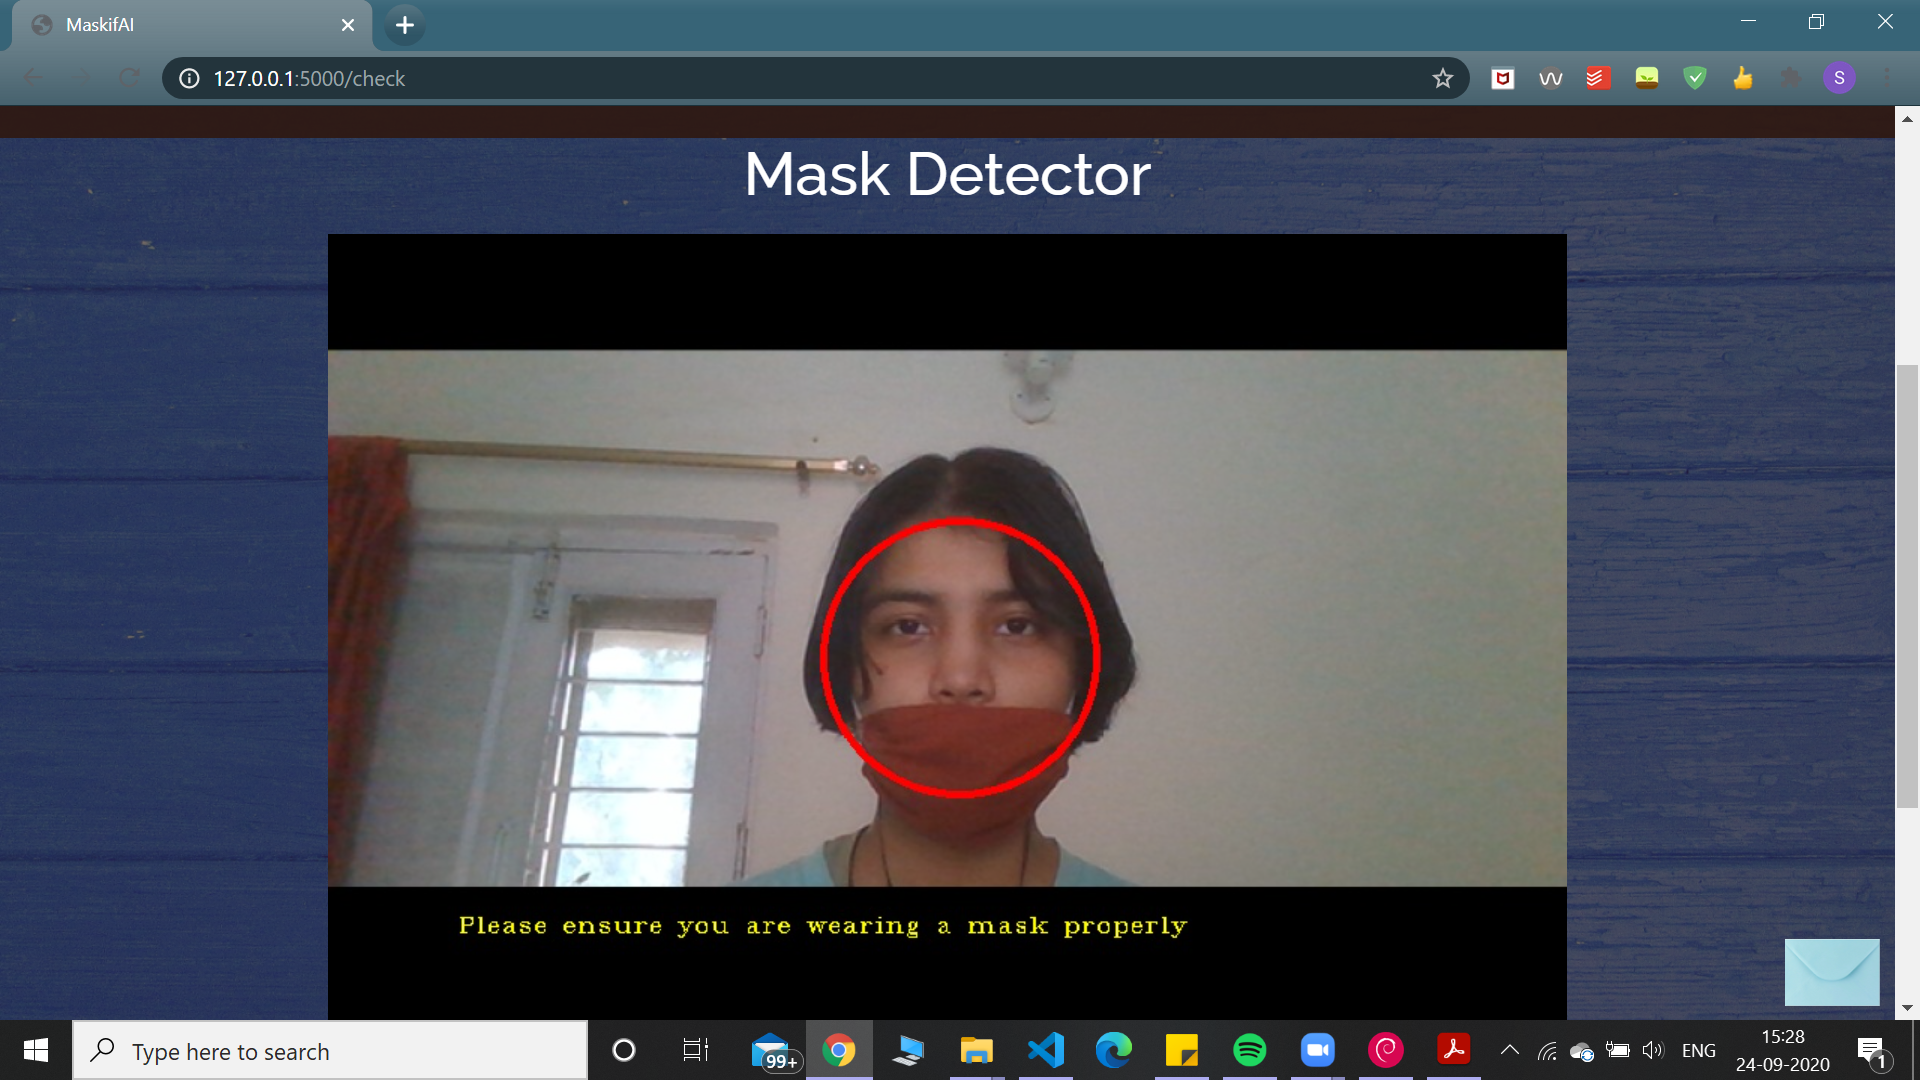 MaskifAI
127.0.0.1:5000/check
S
Mask Detector
Please ensure you are wearing a mask properly
Type here to search
99+
ENG
15:28
24-09-2020
1